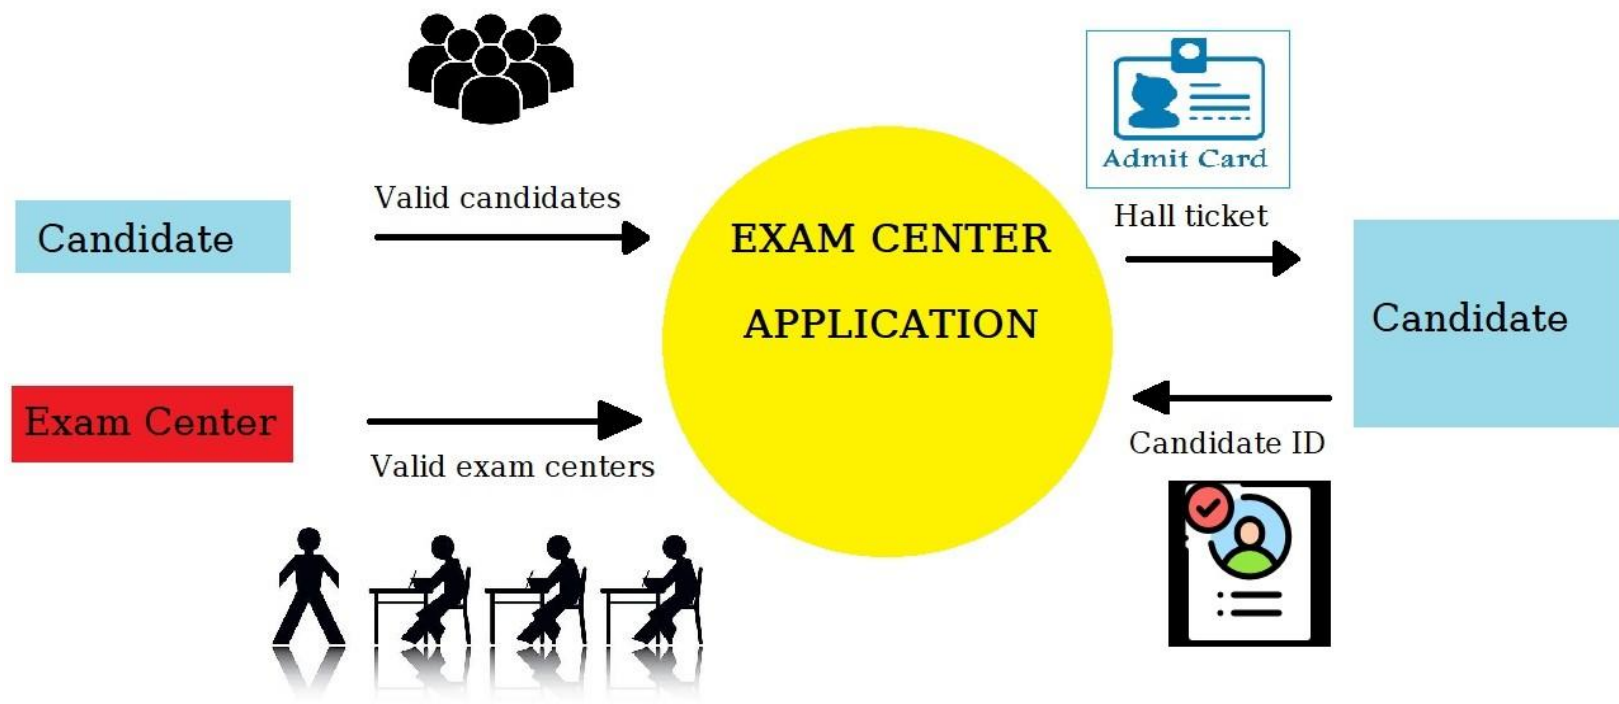 Admit Card
Valid candidates
Hall ticket
Candidate
EXAM CENTER
APPLICATION
Candidate
Exam Center
Valid exam centers
Candidate ID